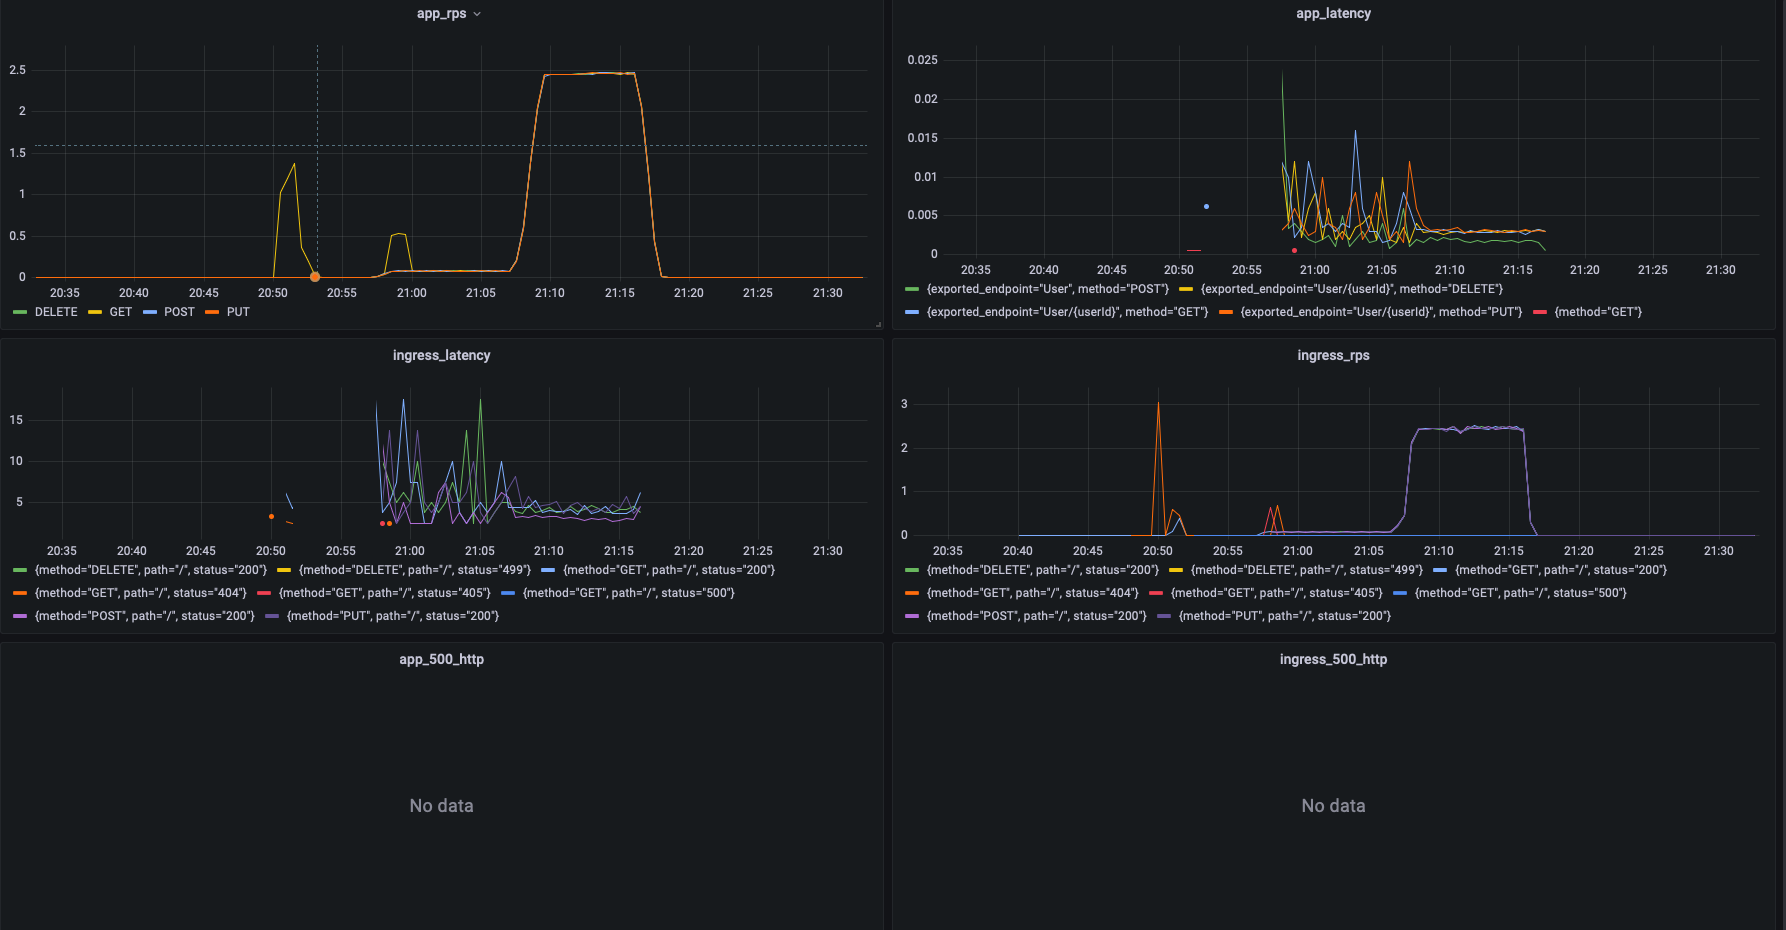 app_rps
2.5
2
1.5
1
0.5
0
20:35 20:40 20:45 20:50 20:55 21:00 21:05 21:10 21:15 21:20 21:25 21:30
DELETE GET POST PUT
app_latency
0.025
0.02
0.015
0.01
0.005
0
20:35 20:40 20:45 20:50 20:55 21:00 21:05 21:10 21:15 21:20 21:25 21:30
{exported_endpoint="User", method="POST"} {exported_endpoint="User/{userId}", method="DELETE"}
{exported_endpoint="User/{userId}", method="GET"} {exported_endpoint="User/{userId}", method="PUT"} {method="GET"}
ingress_latency
15
10
5
20:35 20:40 20:45 20:50 20:55 21:00 21:05 21:10 21:15 21:20 21:25 21:30
{method="DELETE", path="/", status="200"} {method="DELETE", path="/", status="499"} {method="GET", path="/", status="200"}
{method="GET", path="/", status="404"} {method="GET", path="/", status="405"} {method="GET", path="/", status="500"}
{method="POST", path="/", status="200"} {method="PUT", path="/", status="200"}
ingress_rps
3
2
1
0
20:35 20:40 20:45 20:50 20:55 21:00 21:05 21:10 21:15 21:20 21:25 21:30
{method="DELETE", path="/", status="200"} {method="DELETE", path="/", status="499"} {method="GET", path="/", status="200"}
{method="GET", path="/", status="404"} {method="GET", path="/", status="405"} {method="GET", path="/", status="500"}
{method="POST", path="/", status="200"} {method="PUT", path="/", status="200"}
app_500_http
No data
ingress_500_http
No data